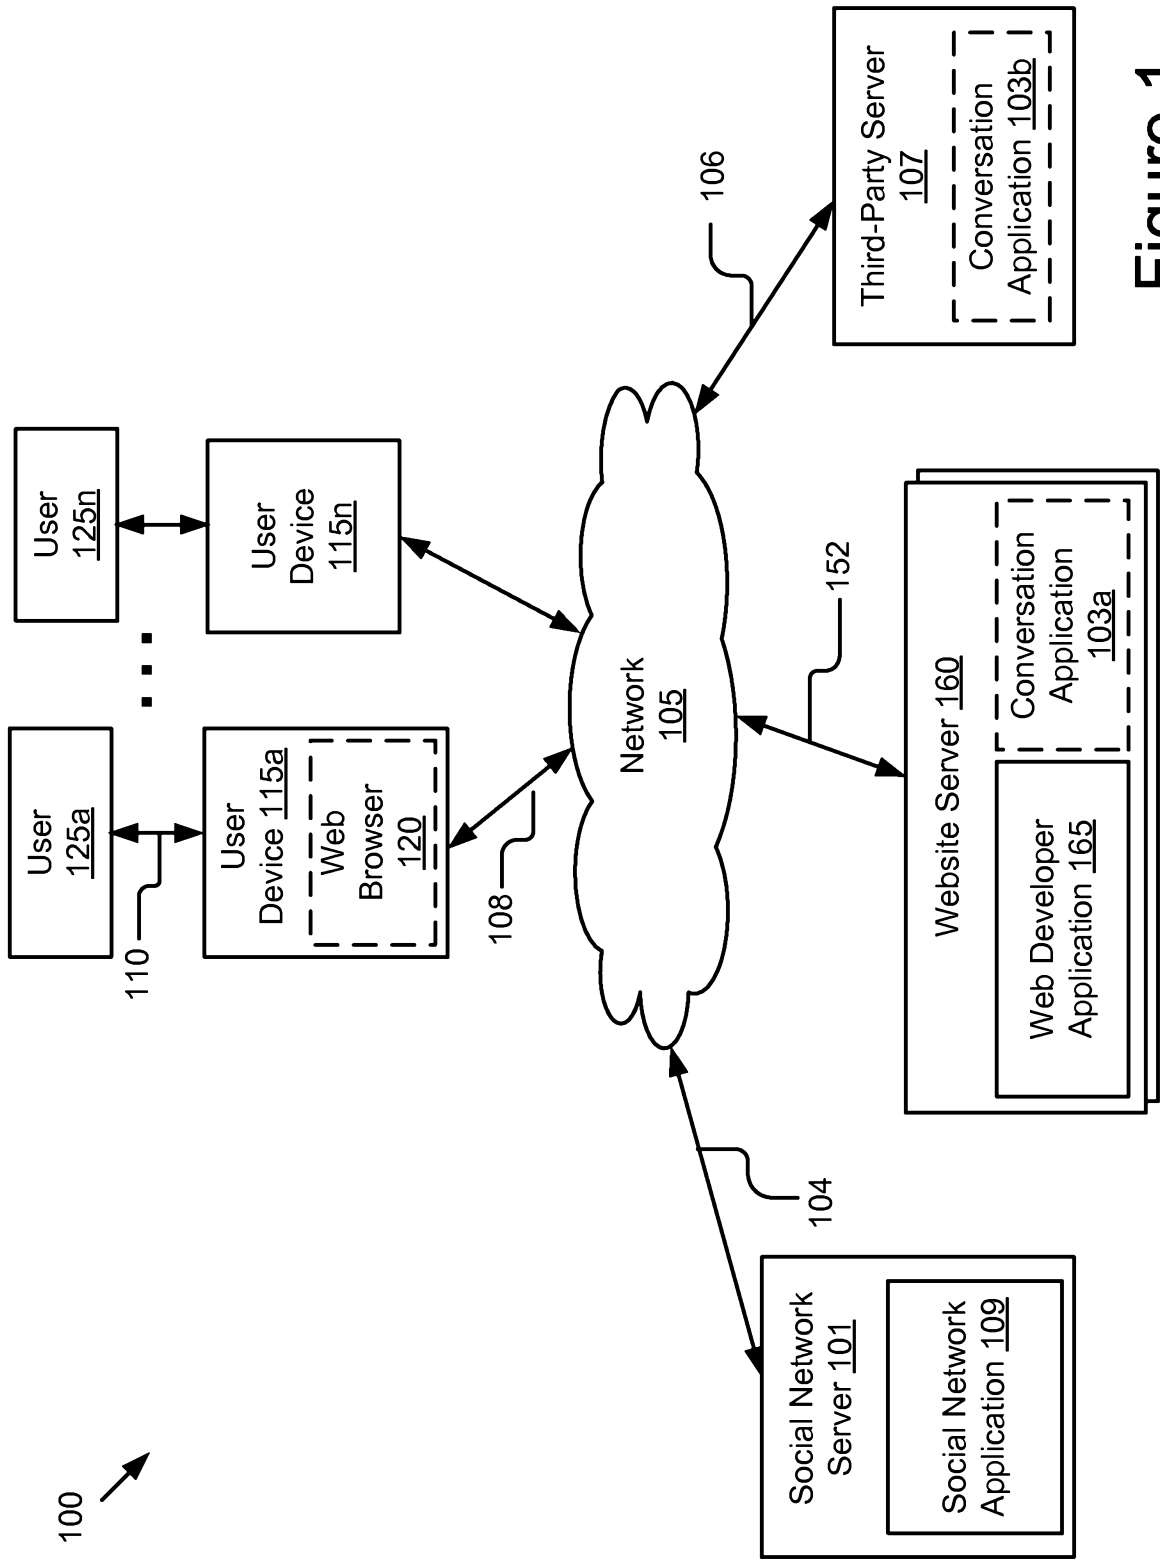 100
User
125a
User
125n
110
User
Device 115a
Web
Browser
120
User
Device
115n
108
Network
105
106
104
152
Social Network
Server 101
Social Network
Application 109
Website Server 160
Web Developer
Application 165
Conversation
Application
103a
Third-Party Server
107
Conversation
Application 103b
Figure 1